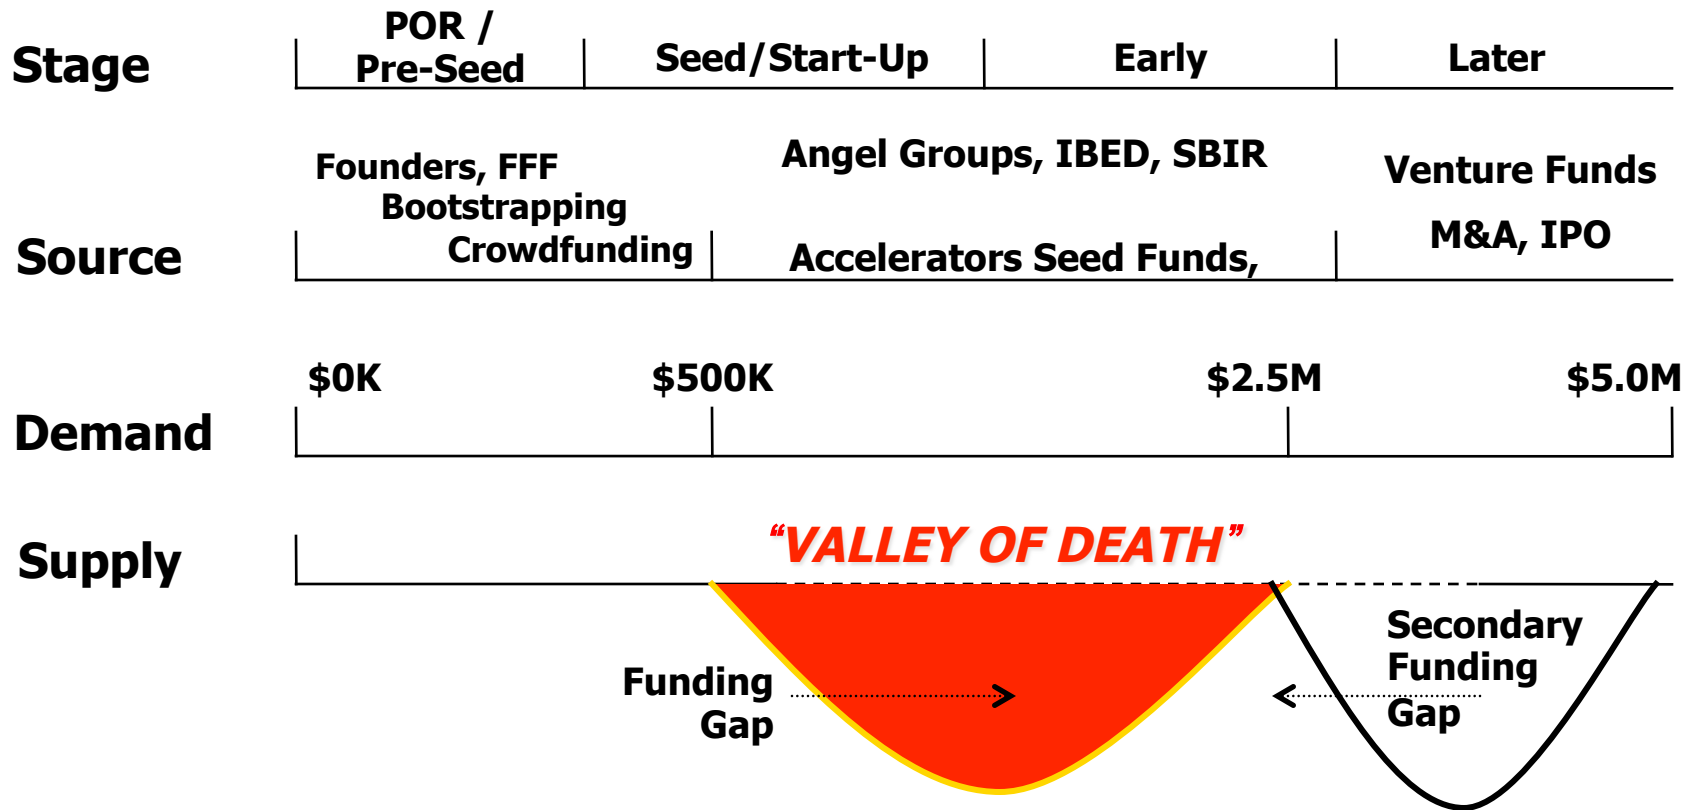 Stage
POR /
Pre-Seed
Seed/Start-Up
Early
Later
Source
Founders, FFF
Bootstrapping
Crowdfunding
Angel Groups, IBED, SBIR
Accelerators Seed Funds,
Venture Funds
M&A, IPO
Demand
$0K
$500K
$2.5M
$5.0M
Supply
“VALLEY OF DEATH”
Funding
Gap
Secondary
Funding
Gap